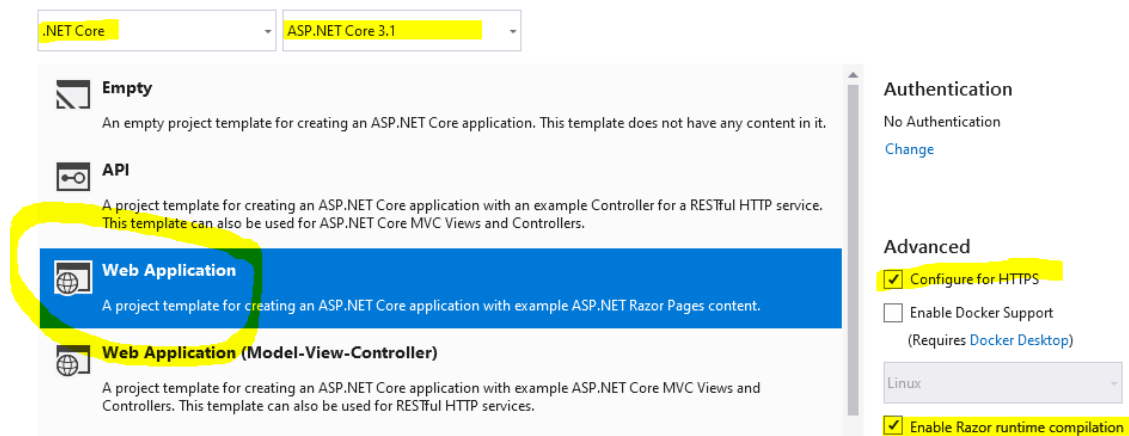 .NET Core
ASP.NET Core 3.1
Empty
An empty project template for creating an ASP.NET Core application. This template does not have any content in it.
API
A project template for creating an ASP.NET Core application with an example Controller for a RESTful HTTP service.
This template can also be used for ASP.NET Core MVC Views and Controllers.
Web Application
A project template for creating an ASP.NET Core application with example ASP.NET Razor Pages content.
Web Application (Model-View-Controller)
A project template for creating an ASP.NET Core application with example ASP.NET Core MVC Views and
Controllers. This template can also be used for RESTful HTTP services.
Authentication
No Authentication
Change
Advanced
Configure for HTTPS
Enable Docker Support
(Requires Docker Desktop)
Linux
Enable Razor runtime compilation